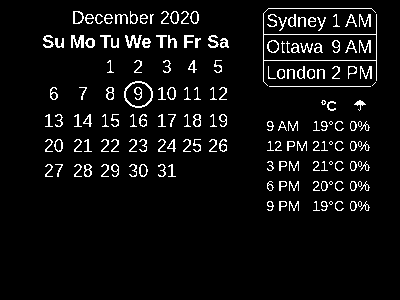 December 2020
Su Mo Tu We Th Fr Sa
1 2 3 4 5
6 7 8 9 10 11 12
13 14 15 16 17 18 19
20 21 22 23 24 25 26
27 28 29 30 31
Sydney 1 AM
Ottawa 9 AM
London 2 PM
°C ☂
9 AM 19°C 0%
12 PM 21°C 0%
3 PM 21°C 0%
6 PM 20°C 0%
9 PM 19°C 0%